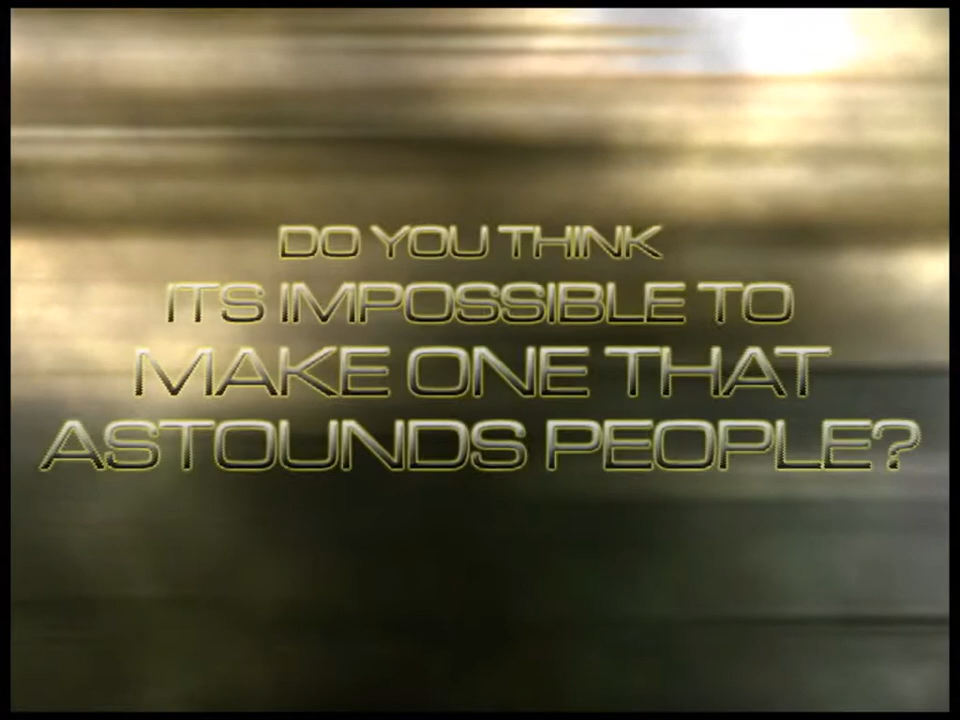 DO YOU THINK
ITS IMPOSSIBLE TO
MAKE ONE THAT
ASTOUNDS PEOPLE?